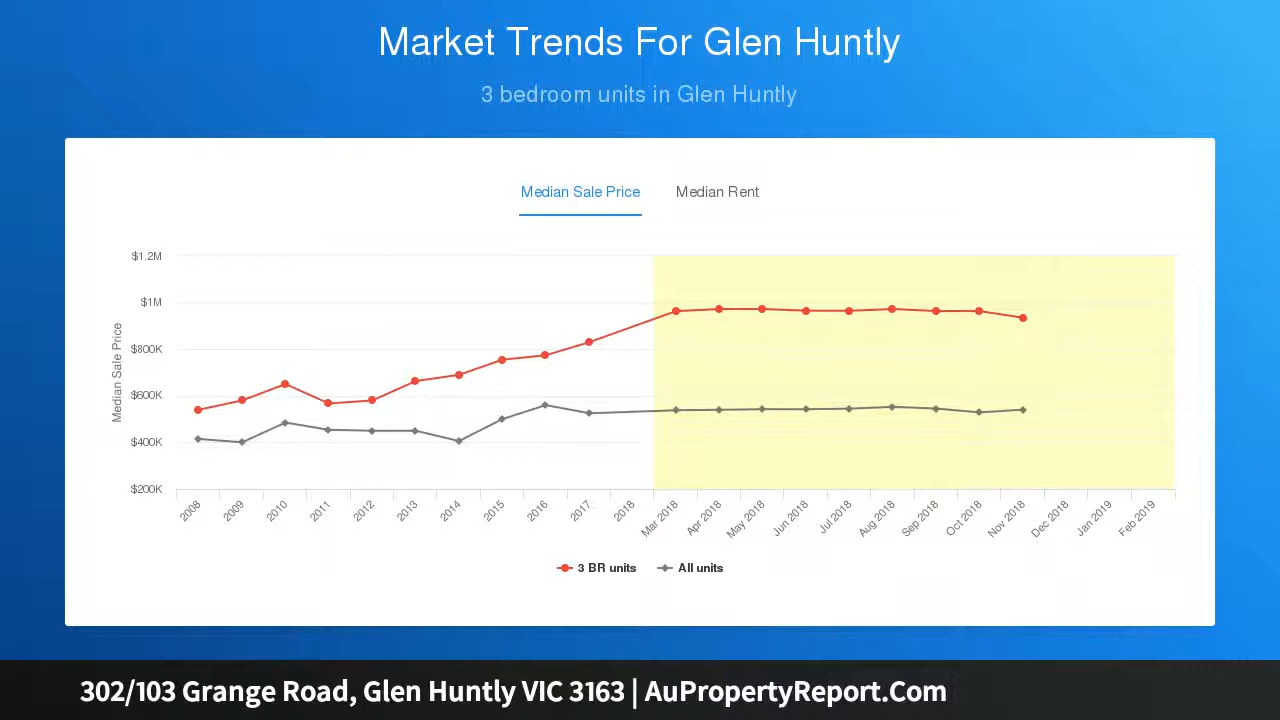 Market Trends For Glen Huntly
3 bedroom units in Glen Huntly
Median Sale Price Median Rent
$1.2M
$1M
$800K
$600K
$400K
$200K
Median Sale Price
2008 2009 2010 2011 2012 2013 2014 2015 2016 2017 2018 Mar 2018 Apr 2018 May 2018 Jun 2018 Jul 2018 Aug 2018 Sep 2018 Oct 2018 Nov 2018 Dec 2018 Jan 2019 Feb 2019
3 BR units All units
302/103 Grange Road, Glen Huntly VIC 3163 | AuPropertyReport.Com